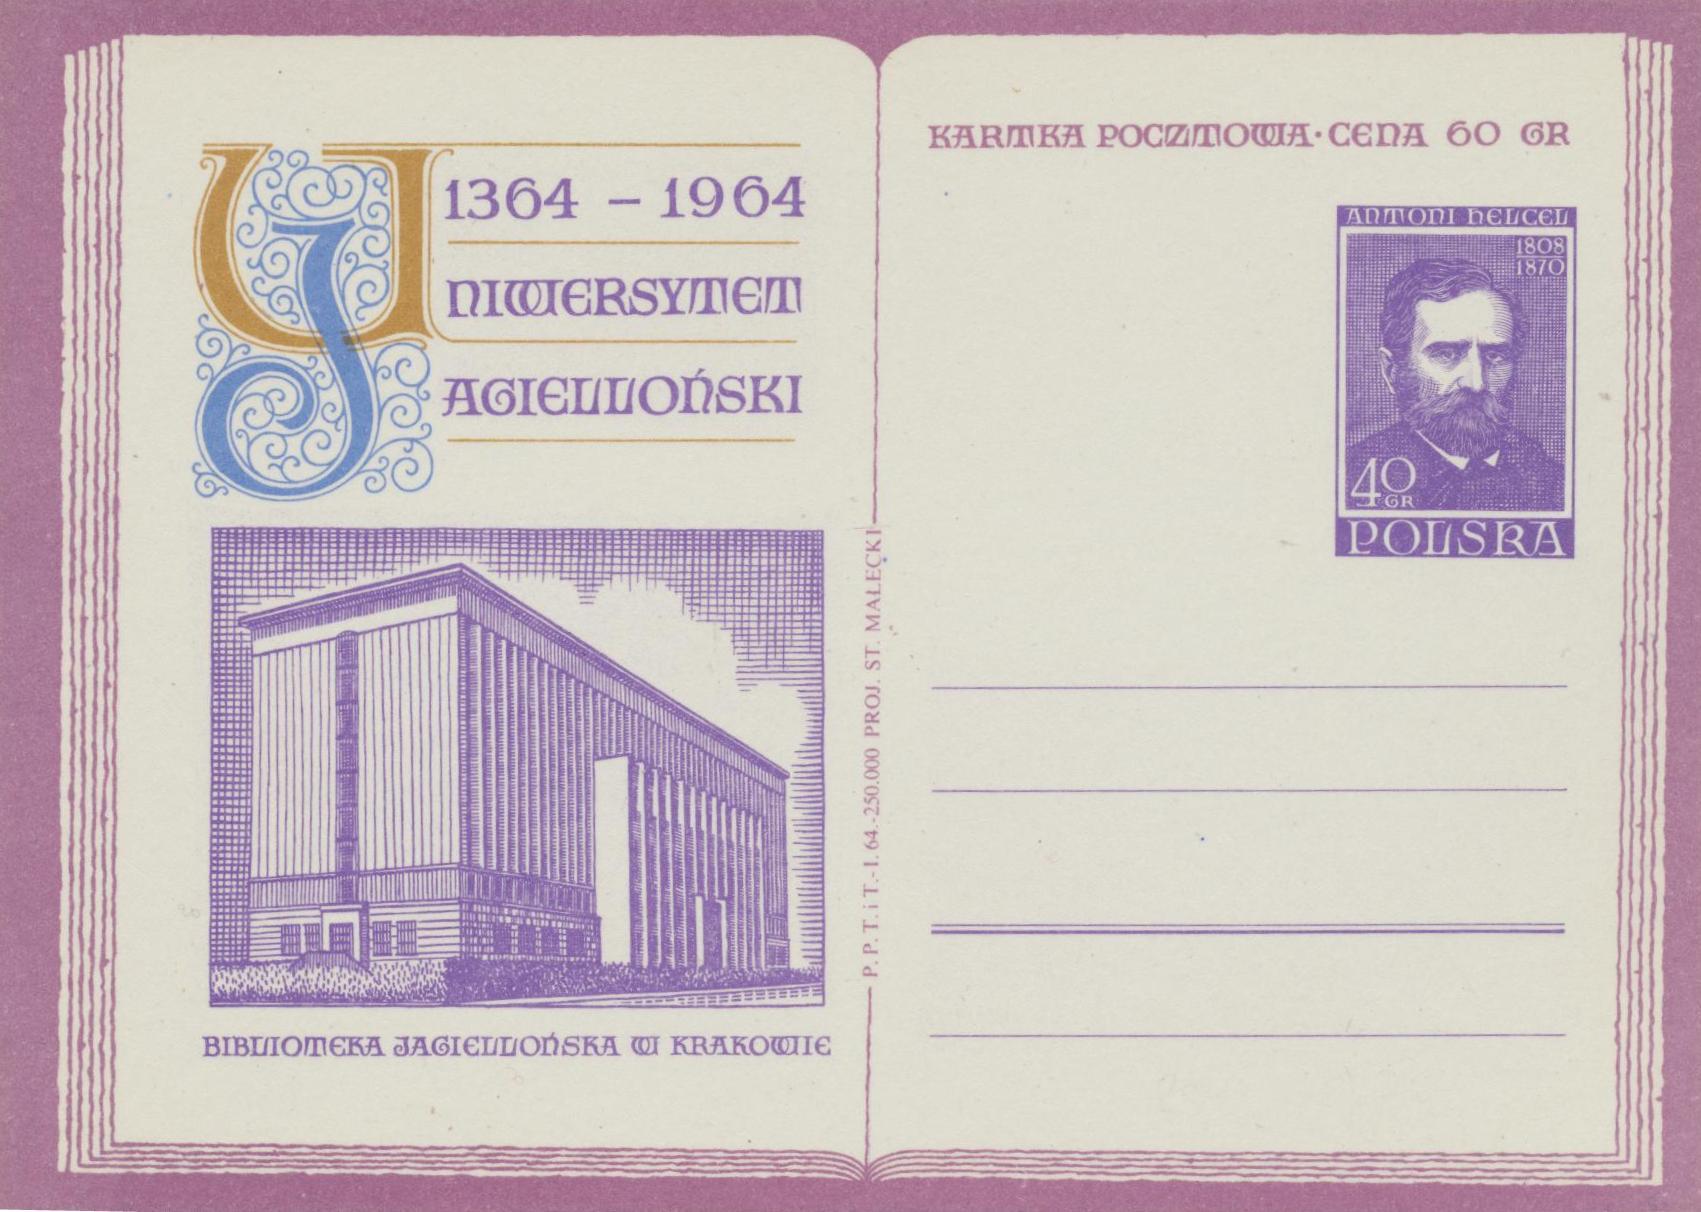 1364 – 1964
UNIWERSYTET
JAGIELLOŃSKI
BIBLIOTEKA JAGIELLOŃSKA W KRAKOWIE
P. P. T. i T. - I. 64. - 250.000 PROJ. ST. MAŁECKI
KARTKA POCZTOWA · CENA 60 GR
ANTONI HELCEL
1808
1870
40
GR
POLSKA